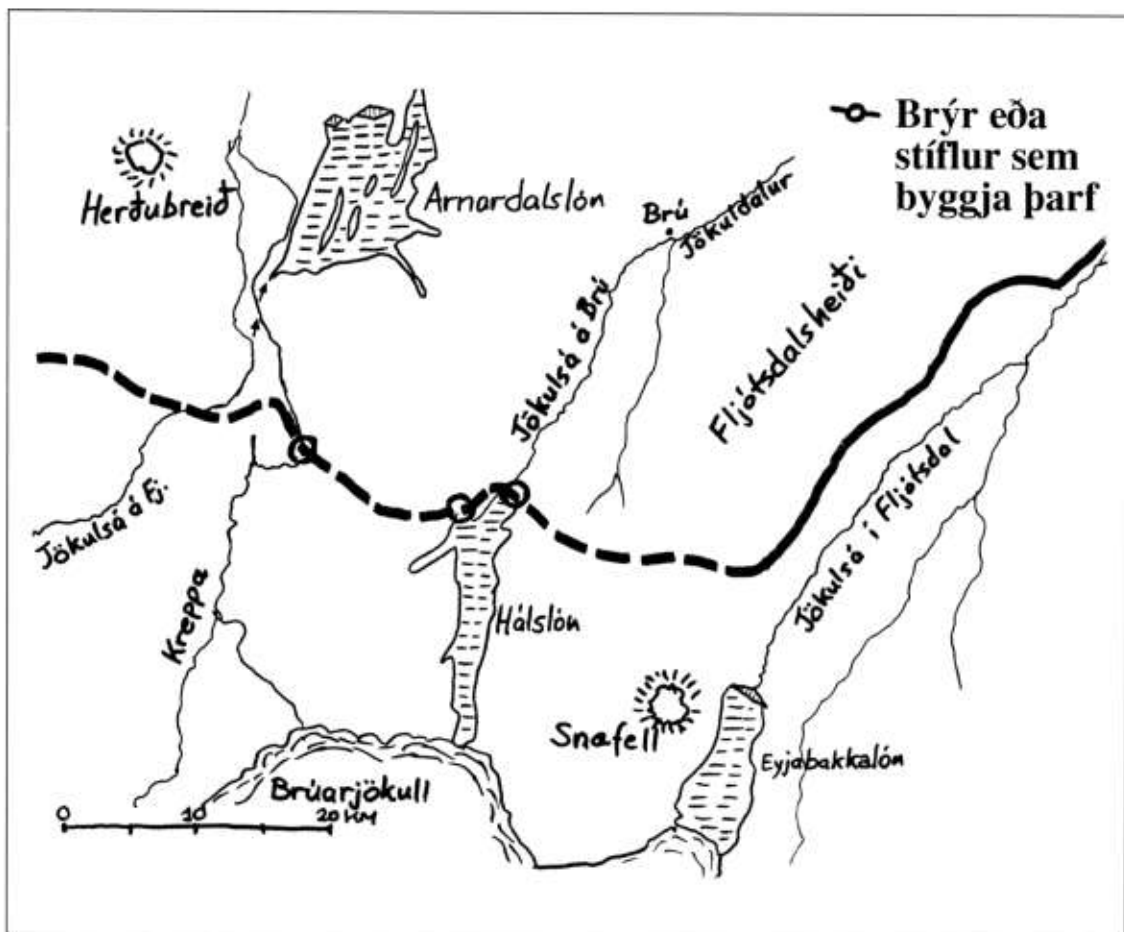 Brýr eða
stíflur sem
byggja þarf
Herðubreið
Arnardalslón
Brú
Jökuldalur
Jökulsá á Brú
Fljótsdalsheiði
Jökulsá á Fj.
Kreppa
Hálslón
Jökulsá í Fljótsdal
Snæfell
Eyjabakkalón
Brúarjökull
0 10 20 KM